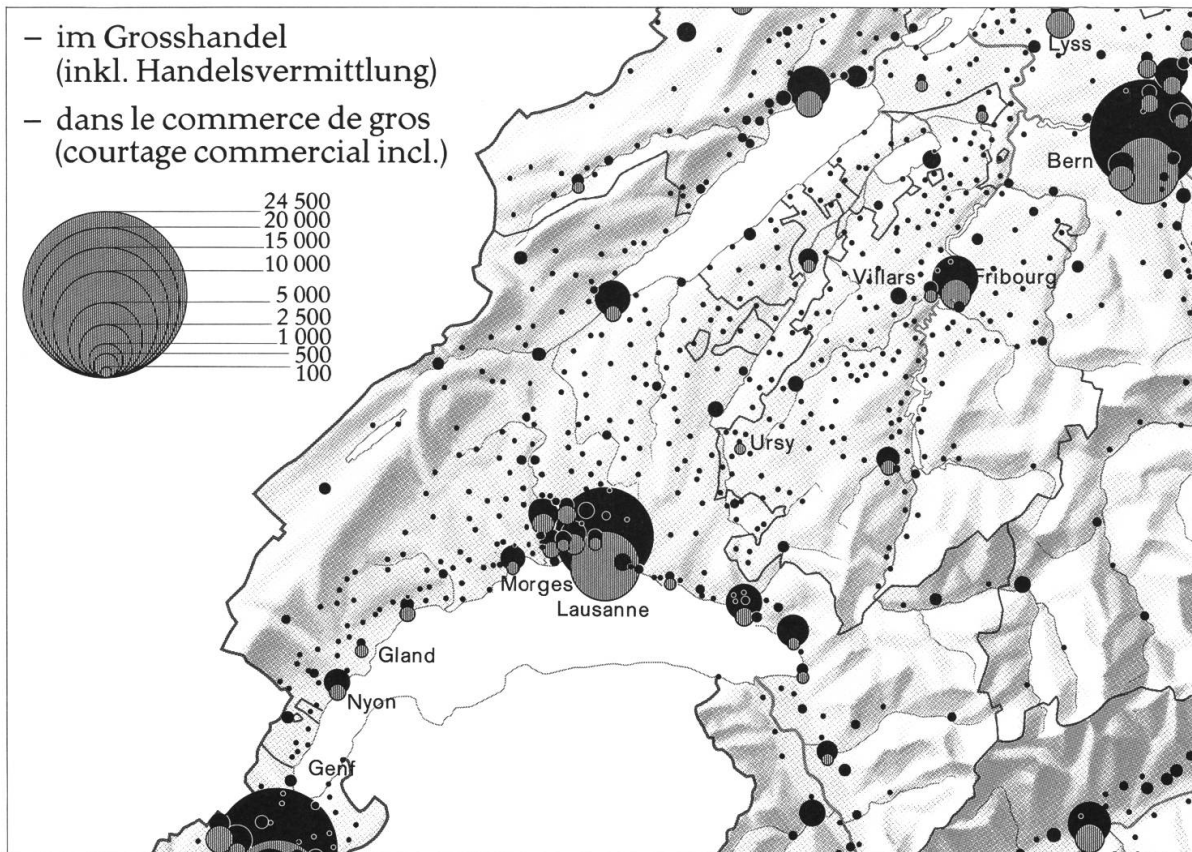 – im Grosshandel
(inkl. Handelsvermittlung)
– dans le commerce de gros
(courtage commercial incl.)
24 500
20 000
15 000
10 000
5 000
2 500
1 000
500
100
Lyss
Bern
Villars
Fribourg
Ursy
Morges
Lausanne
Gland
Nyon
Genf